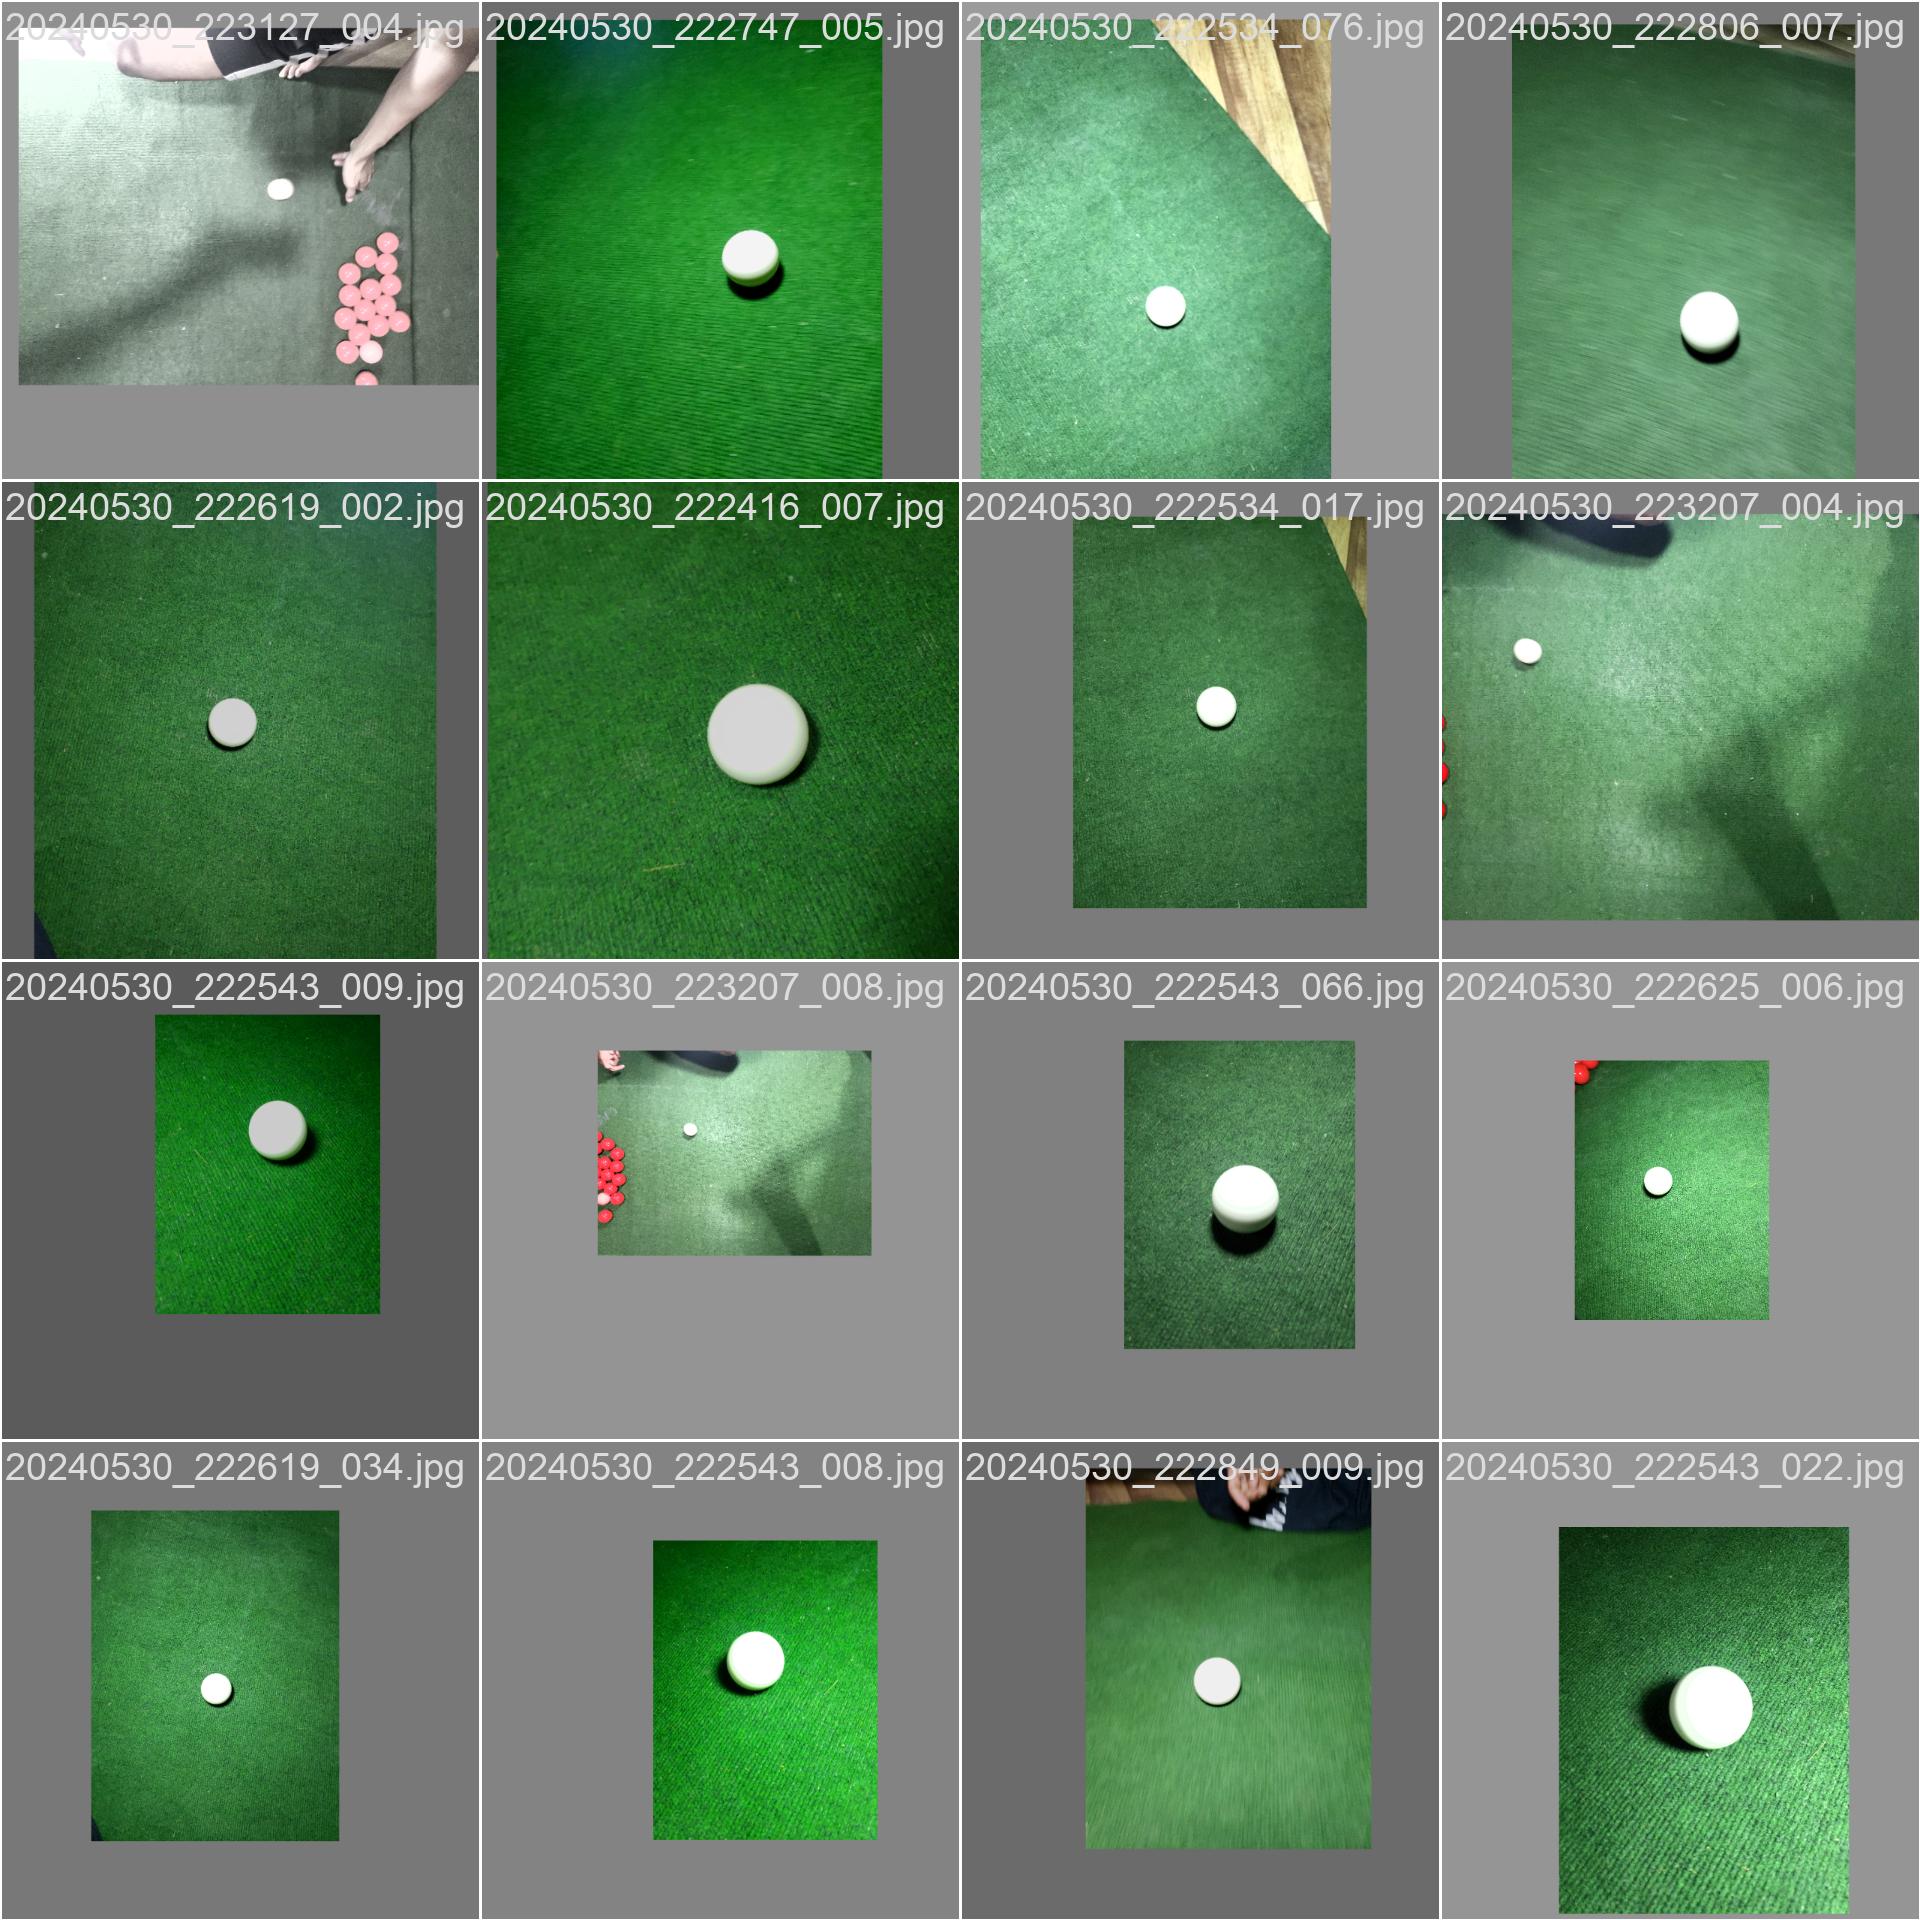 20240530_223127_004.jpg
20240530_222747_005.jpg
20240530_222534_076.jpg
20240530_222806_007.jpg
20240530_222619_002.jpg
20240530_222416_007.jpg
20240530_222534_017.jpg
20240530_223207_004.jpg
20240530_222543_009.jpg
20240530_223207_008.jpg
20240530_222543_066.jpg
20240530_222625_006.jpg
20240530_222619_034.jpg
20240530_222543_008.jpg
20240530_222849_009.jpg
20240530_222543_022.jpg